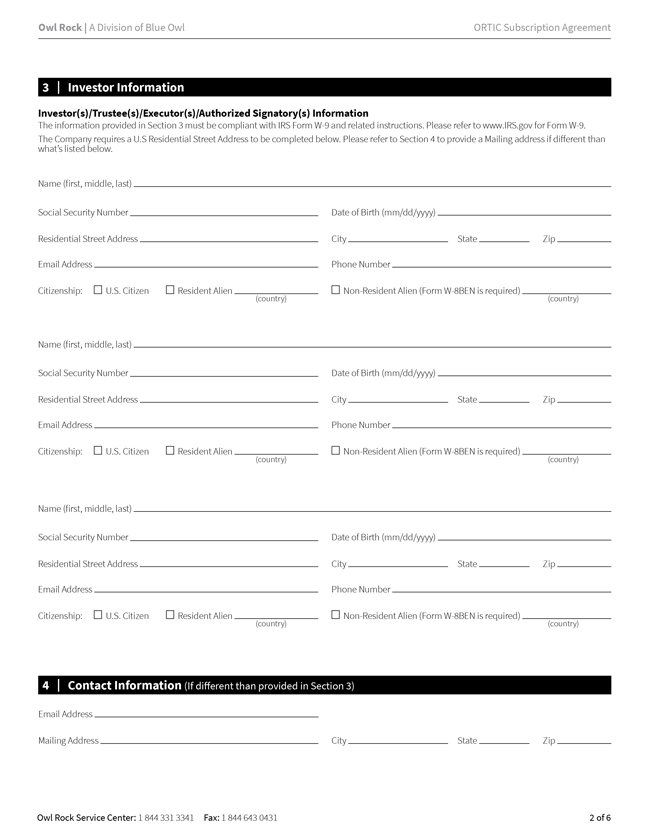 Owl Rock | A Division of Blue Owl ORTIC Subscription Agreement
3 | Investor Information
Investor(s)/Trustee(s)/Executor(s)/Authorized Signatory(s) Information
The information provided in Section 3 must be compliant with IRS Form W-9 and related instructions. Please refer to www.IRS.gov for Form W-9.
The Company requires a U.S Residential Street Address to be completed below. Please refer to Section 4 to provide a Mailing address if different than
what's listed below.
Name (first, middle, last)
Social Security Number Date of Birth (mm/dd/yyyy)
Residential Street Address City State Zip
Email Address Phone Number
Citizenship: ☐ U.S. Citizen ☐ Resident Alien ☐ Non-Resident Alien (Form W-8BEN is required)
(country) (country)
Name (first, middle, last)
Social Security Number Date of Birth (mm/dd/yyyy)
Residential Street Address City State Zip
Email Address Phone Number
Citizenship: ☐ U.S. Citizen ☐ Resident Alien ☐ Non-Resident Alien (Form W-8BEN is required)
(country) (country)
Name (first, middle, last)
Social Security Number Date of Birth (mm/dd/yyyy)
Residential Street Address City State Zip
Email Address Phone Number
Citizenship: ☐ U.S. Citizen ☐ Resident Alien ☐ Non-Resident Alien (Form W-8BEN is required)
(country) (country)
4 | Contact Information (If different than provided in Section 3)
Email Address
Mailing Address City State Zip
Owl Rock Service Center: 1 844 331 3341 Fax: 1 844 643 0431 2 of 6